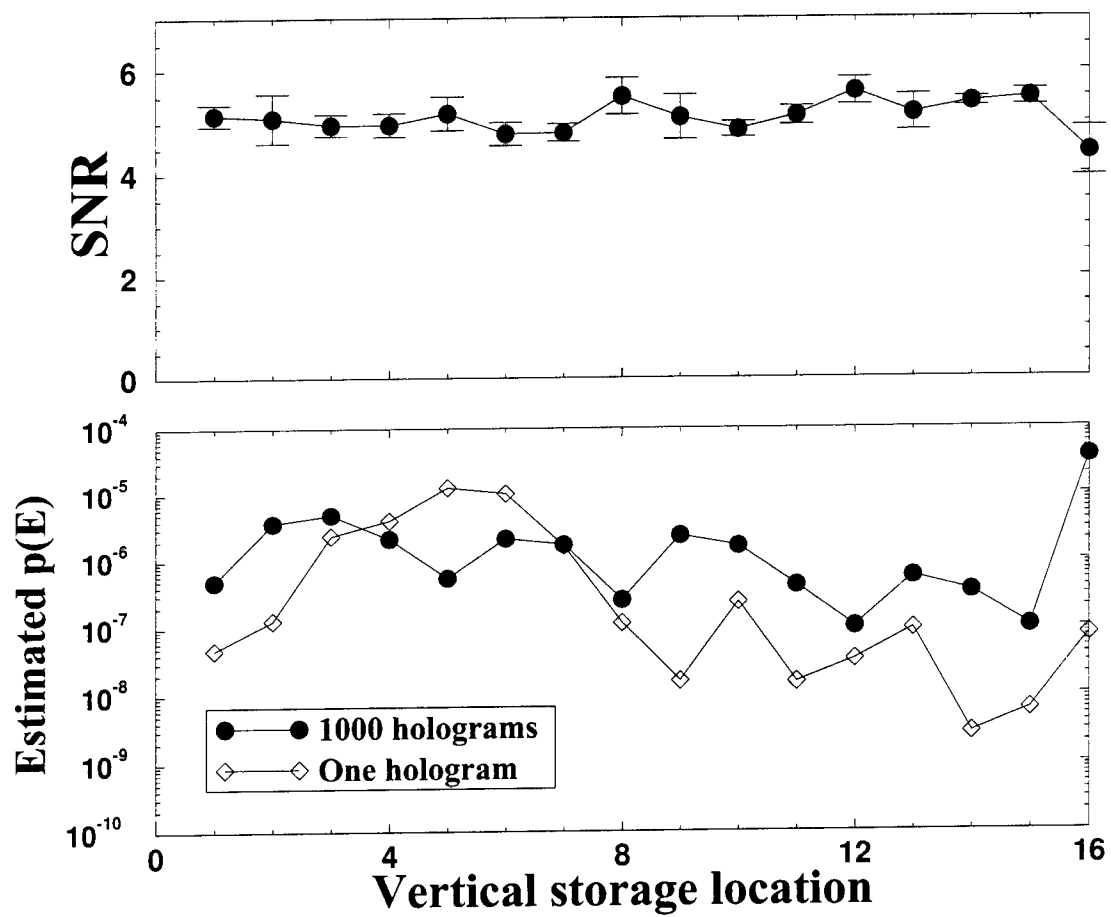 6
4
2
0
SNR
10^-4
10^-5
10^-6
10^-7
10^-8
10^-9
10^-10
Estimated p(E)
1000 holograms
One hologram
0 4 8 12 16
Vertical storage location